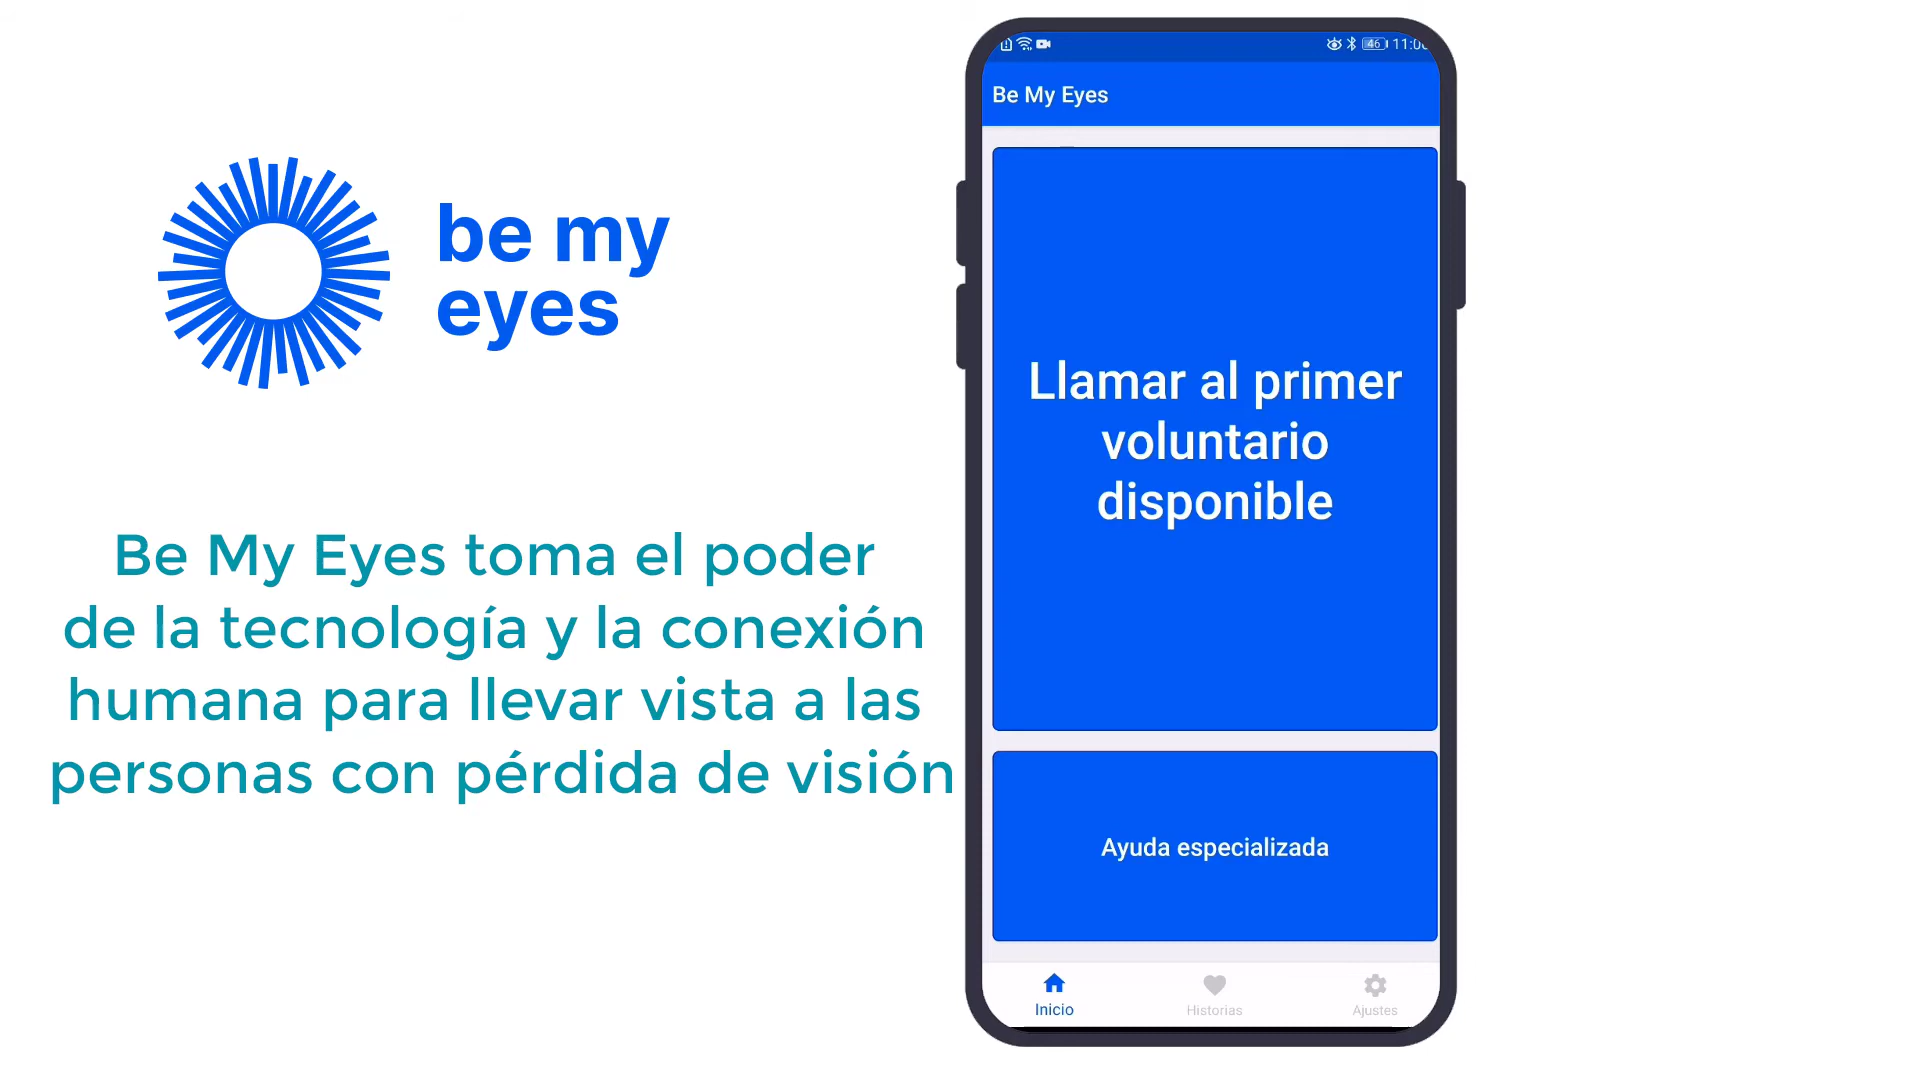 be my
eyes
Be My Eyes toma el poder
de la tecnología y la conexión
humana para llevar vista a las
personas con pérdida de visión
46
Be My Eyes
Llamar al primer
voluntario
disponible
Ayuda especializada
Inicio
Historias
Ajustes